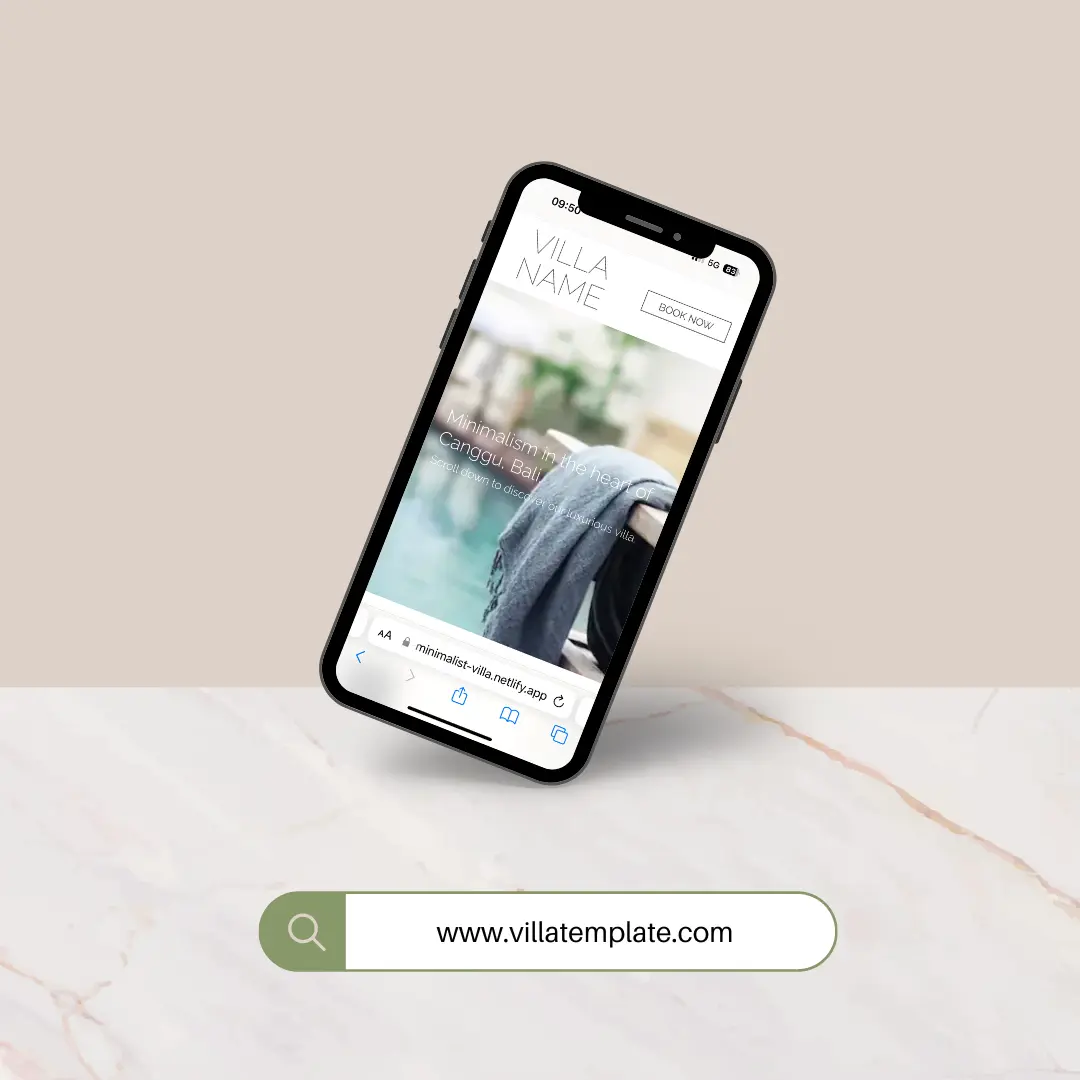 09:50
5G 83
VILLA
NAME
BOOK NOW
Minimalism in the heart of
Canggu, Bali
Scroll down to discover our luxurious villa
AA minimalist-villa.netlify.app
www.villatemplate.com